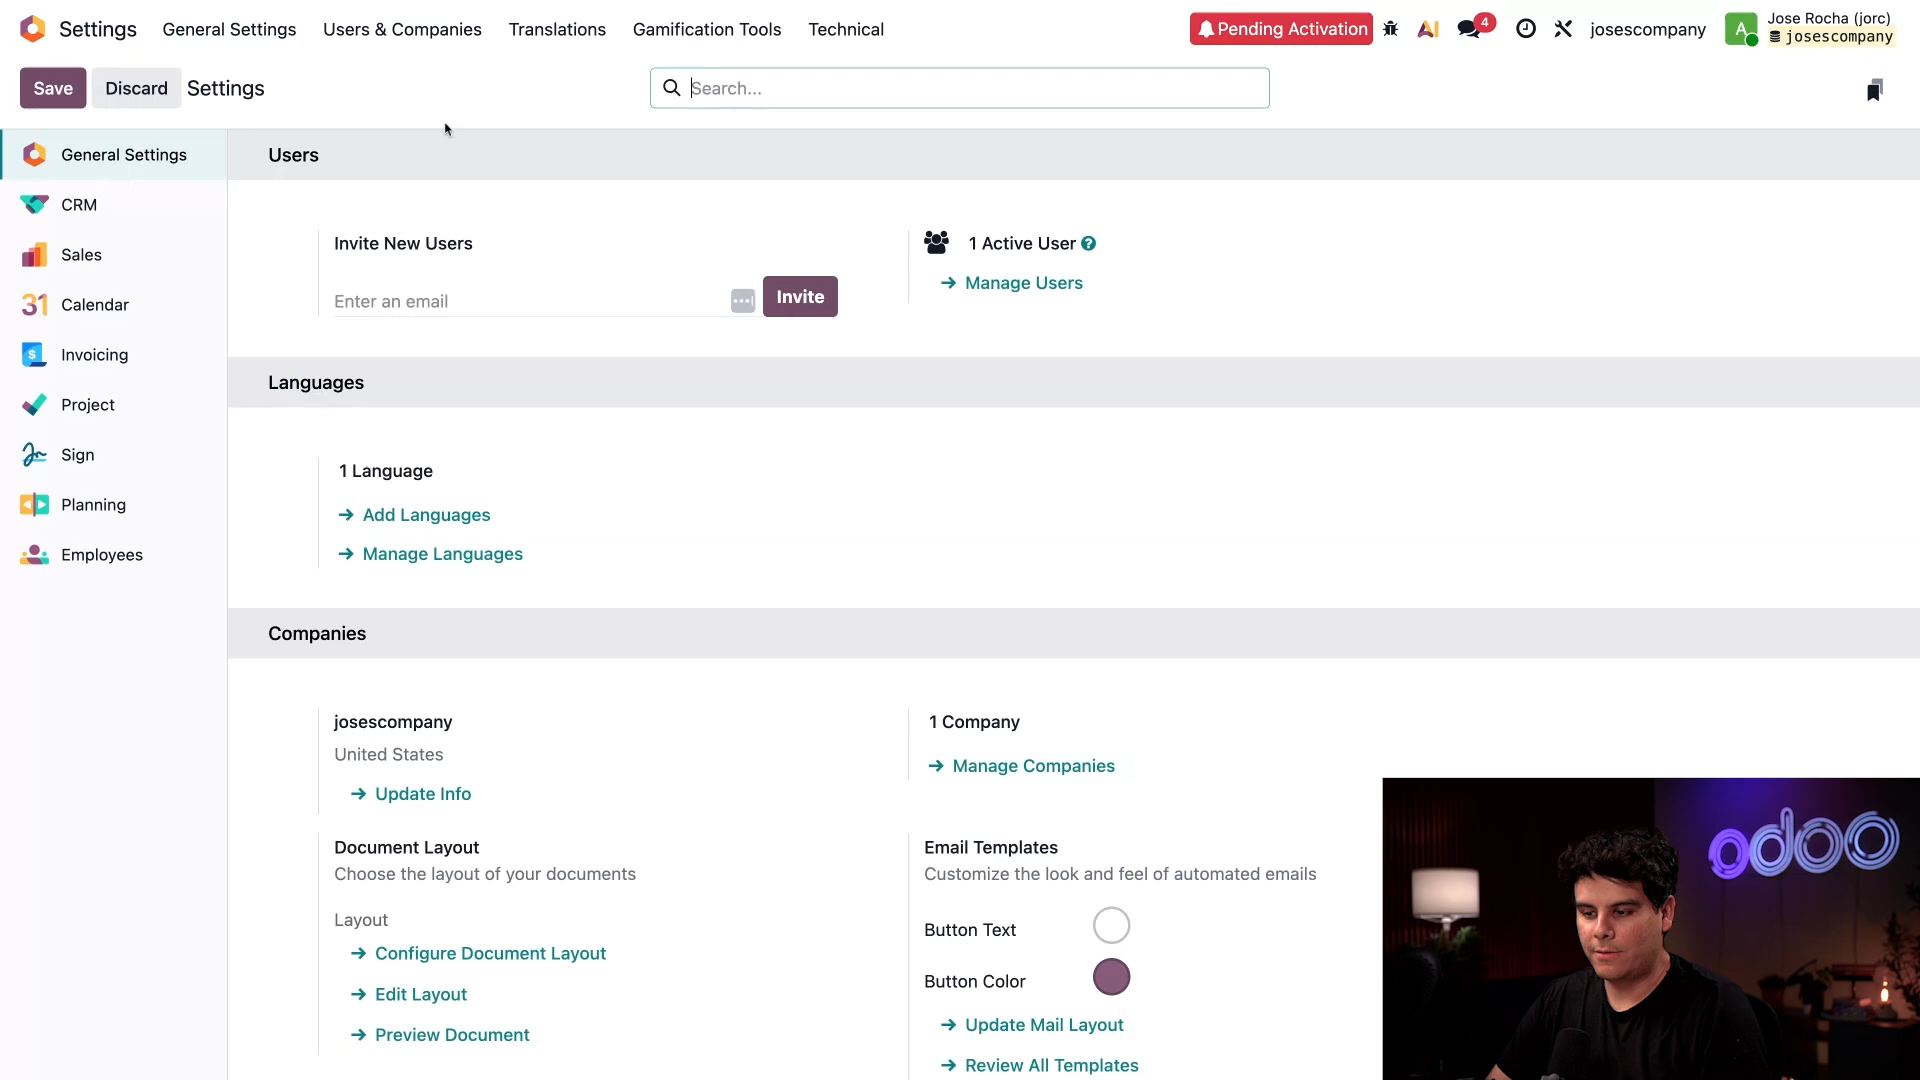 Settings General Settings Users & Companies Translations Gamification Tools Technical Pending Activation AI 4 josescompany A Jose Rocha (jorc)
josescompany
Save Discard Settings Search...
General Settings
CRM
Sales
31 Calendar
$ Invoicing
Project
Sign
Planning
Employees
Users
Invite New Users
Enter an email Invite
1 Active User ?
Manage Users
Languages
1 Language
Add Languages
Manage Languages
Companies
josescompany
United States
Update Info
1 Company
Manage Companies
Document Layout
Choose the layout of your documents
Layout
Configure Document Layout
Edit Layout
Preview Document
Email Templates
Customize the look and feel of automated emails
Button Text
Button Color
Update Mail Layout
Review All Templates
odoo